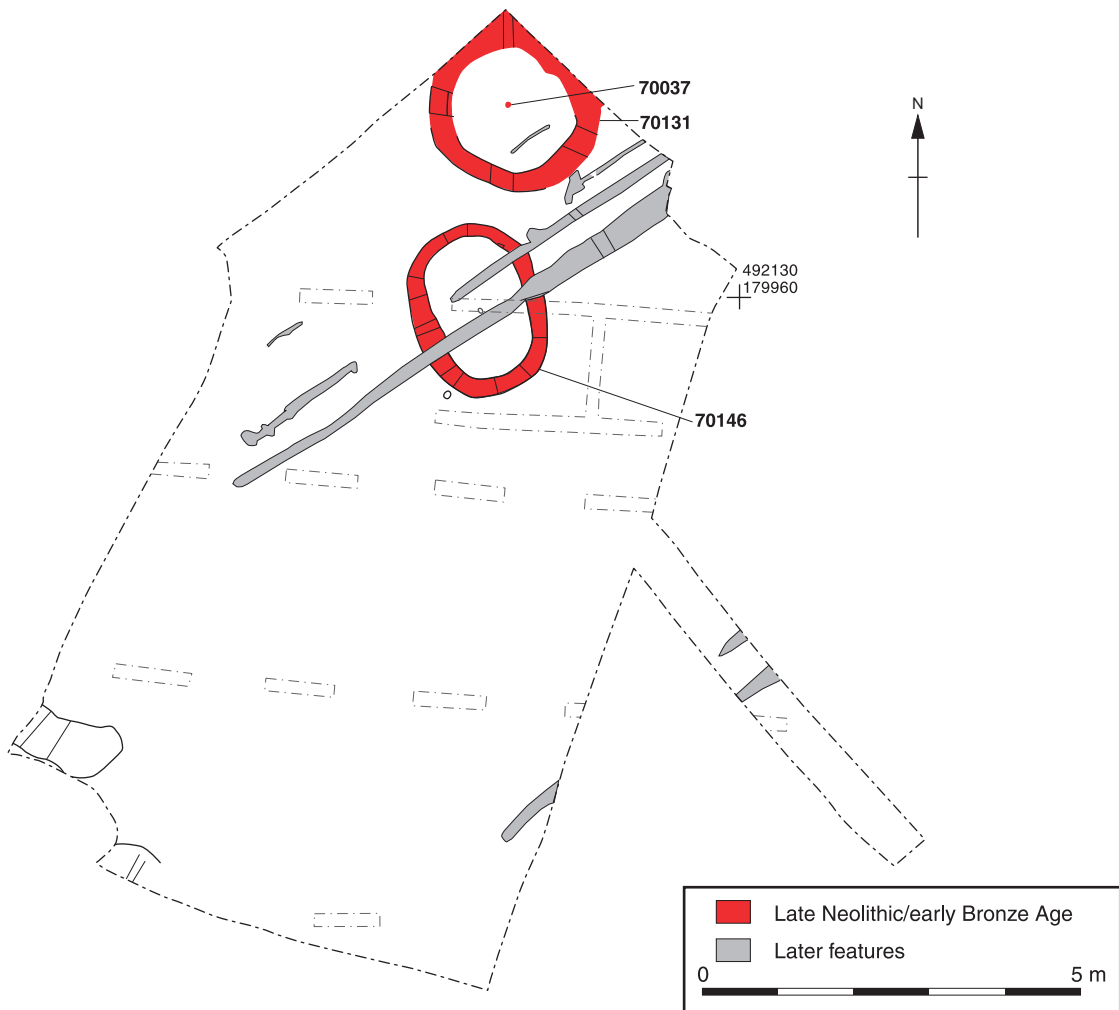 70037
70131
N
492130
179960
70146
Late Neolithic/early Bronze Age
Later features
0 5 m